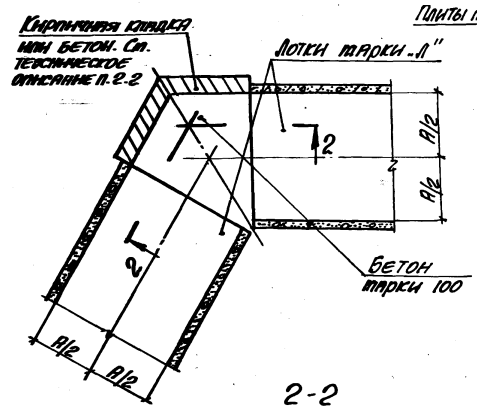 Кирпичная кладка
или бетон. См.
техническое
описание п. 2-2
Плиты
Лотки марки „Л"
2
A/2
A/2
2
Бетон
марки 100
A/2
A/2
2-2